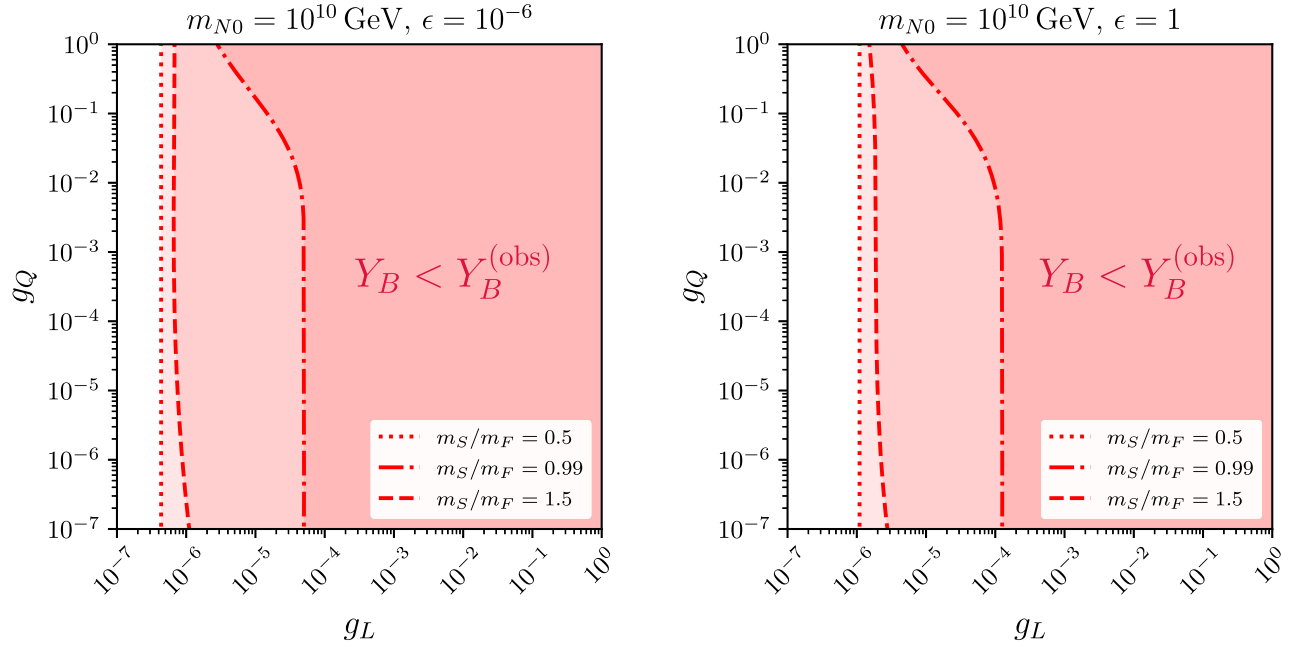 m_{N0} = 10^{10} GeV, ϵ = 10^{-6}
10^0
10^{-1}
10^{-2}
10^{-3}
10^{-4}
10^{-5}
10^{-6}
10^{-7}
g_Q
Y_B < Y_B^{(obs)}
m_S/m_F = 0.5
m_S/m_F = 0.99
m_S/m_F = 1.5
10^{-7} 10^{-6} 10^{-5} 10^{-4} 10^{-3} 10^{-2} 10^{-1} 10^0
g_L
m_{N0} = 10^{10} GeV, ϵ = 1
10^0
10^{-1}
10^{-2}
10^{-3}
10^{-4}
10^{-5}
10^{-6}
10^{-7}
g_Q
Y_B < Y_B^{(obs)}
m_S/m_F = 0.5
m_S/m_F = 0.99
m_S/m_F = 1.5
10^{-7} 10^{-6} 10^{-5} 10^{-4} 10^{-3} 10^{-2} 10^{-1} 10^0
g_L